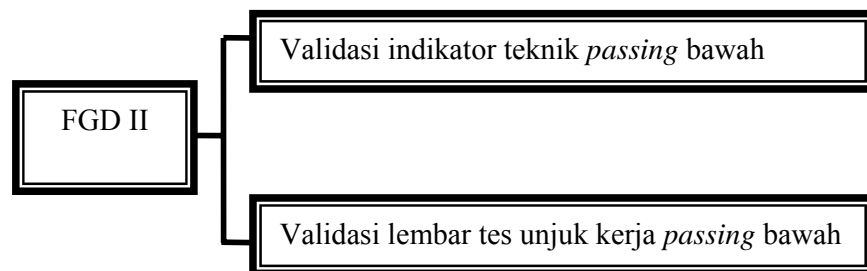 FGD II
Validasi indikator teknik passing bawah
Validasi lembar tes unjuk kerja passing bawah